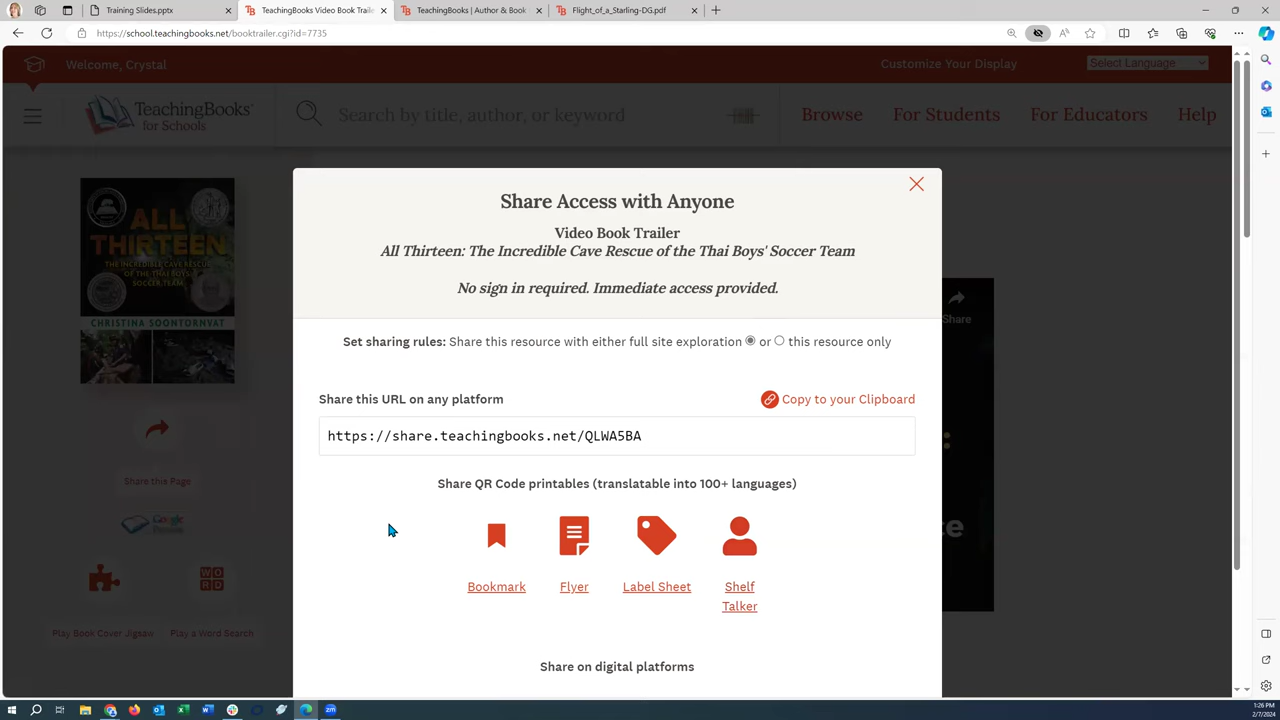 Training Slides.pptx
TeachingBooks Video Book Traile
TeachingBooks | Author & Book
Flight_of_a_Starling-DG.pdf
https://school.teachingbooks.net/booktrailer.cgi?id=7735
Welcome, Crystal
Customize Your Display
Select Language
TeachingBooks
for Schools
Search by title, author, or keyword
Browse
For Students
For Educators
Help
ALL
THIRTEEN
THE INCREDIBLE CAVE
RESCUE OF THE THAI BOYS'
SOCCER TEAM
CHRISTINA SOONTORNVAT
Share this Page
Google
Preview
Play Book Cover Jigsaw
WORD
Play a Word Search
Share
Share Access with Anyone
Video Book Trailer
All Thirteen: The Incredible Cave Rescue of the Thai Boys' Soccer Team
No sign in required. Immediate access provided.
Set sharing rules: Share this resource with either full site exploration or this resource only
Share this URL on any platform
Copy to your Clipboard
https://share.teachingbooks.net/QLWA5BA
Share QR Code printables (translatable into 100+ languages)
Bookmark
Flyer
Label Sheet
Shelf
Talker
Share on digital platforms
1:26 PM
2/7/2024